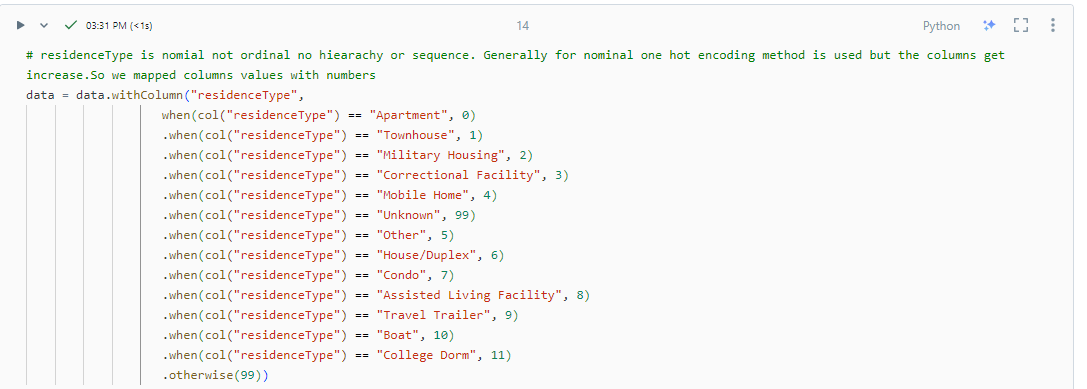 03:31 PM (<1s)
14
Python
# residenceType is nomial not ordinal no hiearachy or sequence. Generally for nominal one hot encoding method is used but the columns get
increase.So we mapped columns values with numbers
data = data.withColumn("residenceType",
when(col("residenceType") == "Apartment", 0)
.when(col("residenceType") == "Townhouse", 1)
.when(col("residenceType") == "Military Housing", 2)
.when(col("residenceType") == "Correctional Facility", 3)
.when(col("residenceType") == "Mobile Home", 4)
.when(col("residenceType") == "Unknown", 99)
.when(col("residenceType") == "Other", 5)
.when(col("residenceType") == "House/Duplex", 6)
.when(col("residenceType") == "Condo", 7)
.when(col("residenceType") == "Assisted Living Facility", 8)
.when(col("residenceType") == "Travel Trailer", 9)
.when(col("residenceType") == "Boat", 10)
.when(col("residenceType") == "College Dorm", 11)
.otherwise(99))